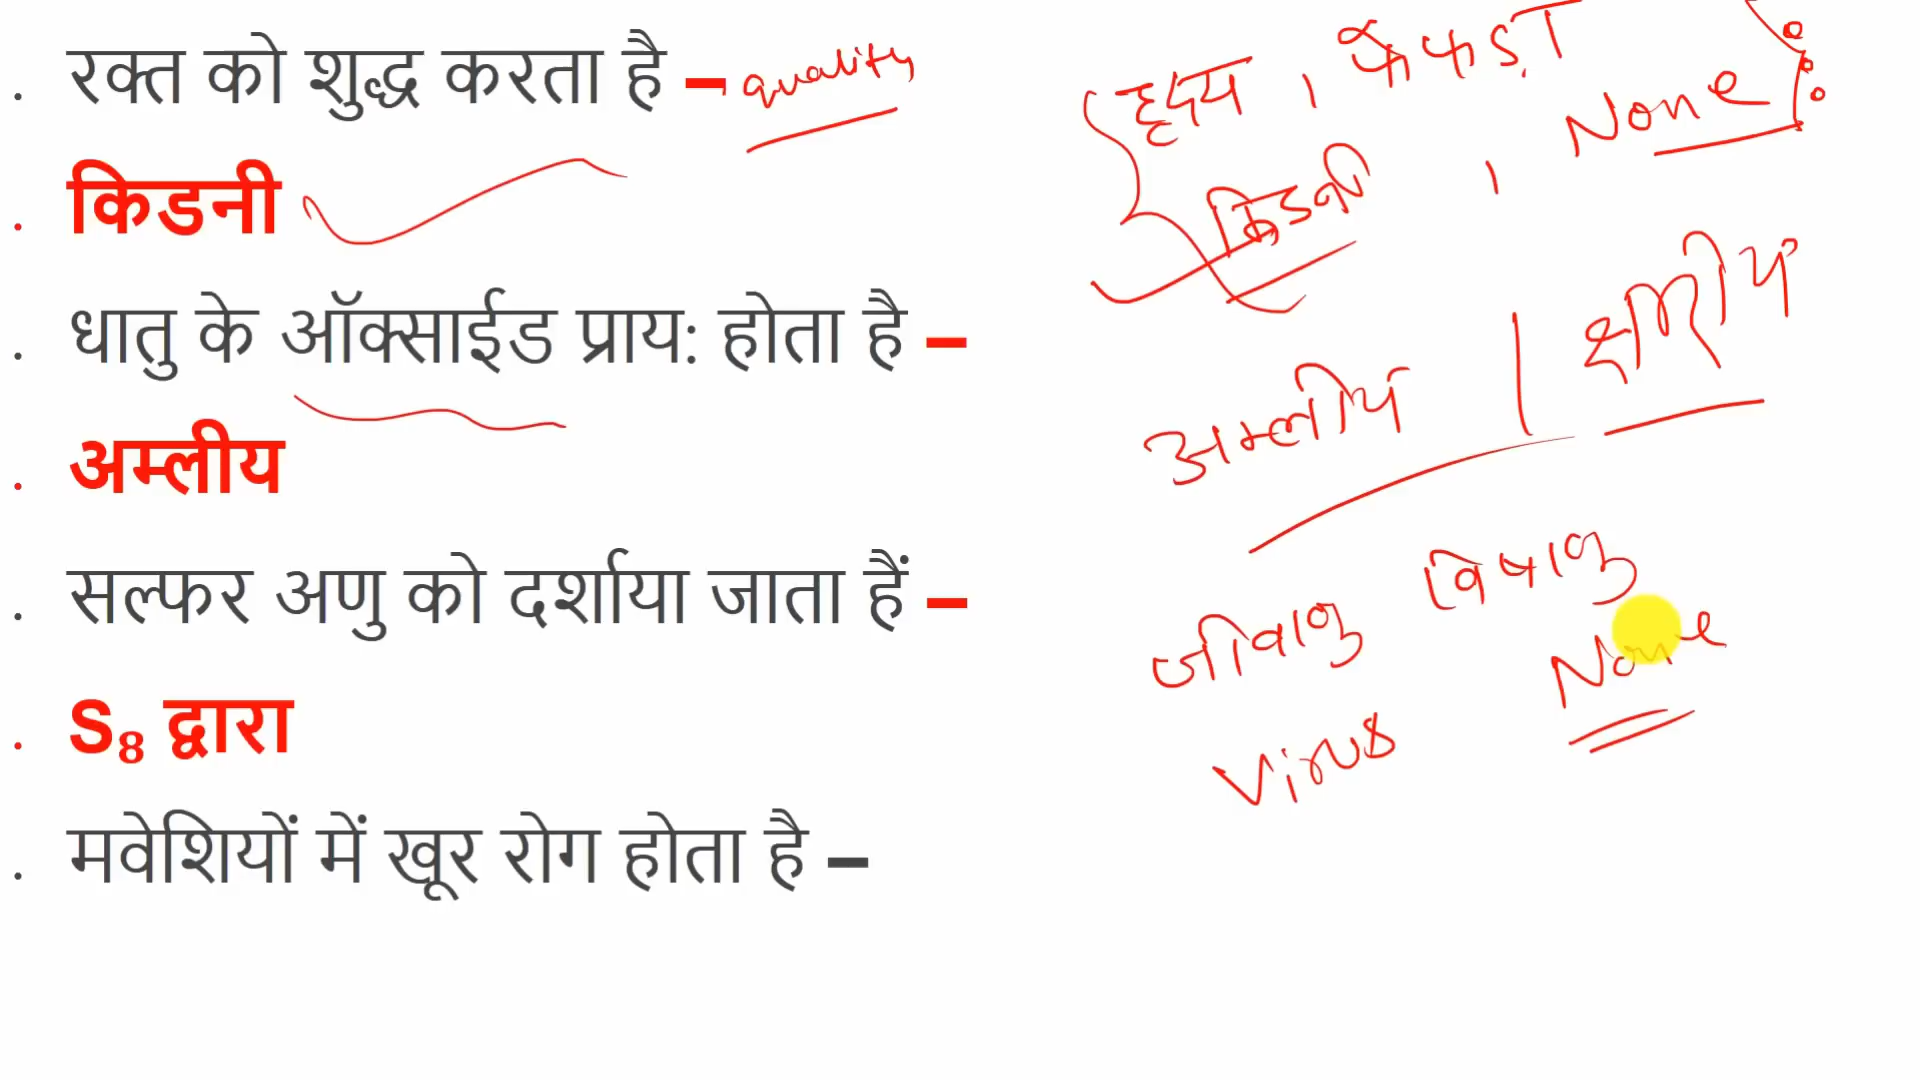 . रक्त को शुद्ध करता है – quality
. किडनी
. धातु के ऑक्साईड प्राय: होता है –
. अम्लीय
. सल्फर अणु को दर्शाया जाता हैं –
. S₈ द्वारा
. मवेशियों में खूर रोग होता है –
हृदय , फेफड़ा
किडनी , None
अम्लीय | क्षारीय
जीवाणु विषाणु
Virus None